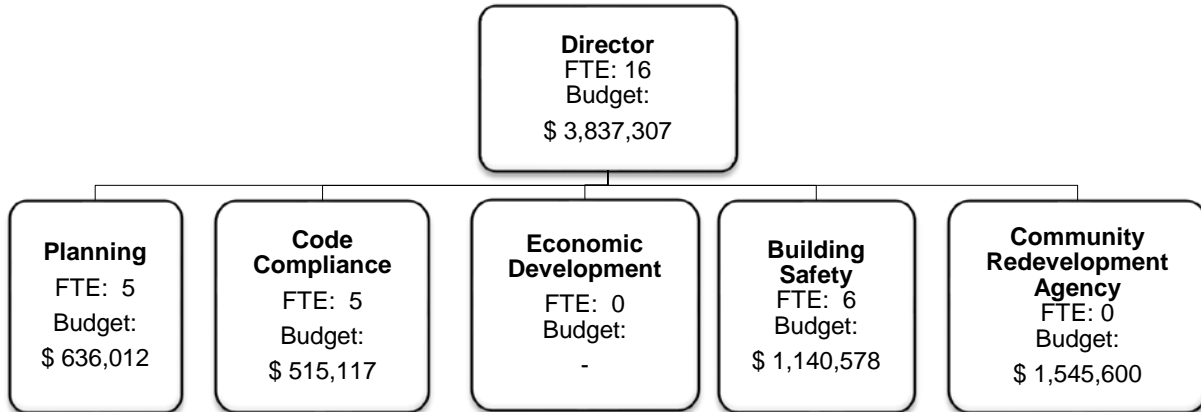 Director
FTE: 16
Budget:
$ 3,837,307
Planning
FTE: 5
Budget:
$ 636,012
Code
Compliance
FTE: 5
Budget:
$ 515,117
Economic
Development
FTE: 0
Budget:
-
Building
Safety
FTE: 6
Budget:
$ 1,140,578
Community
Redevelopment
Agency
FTE: 0
Budget:
$ 1,545,600